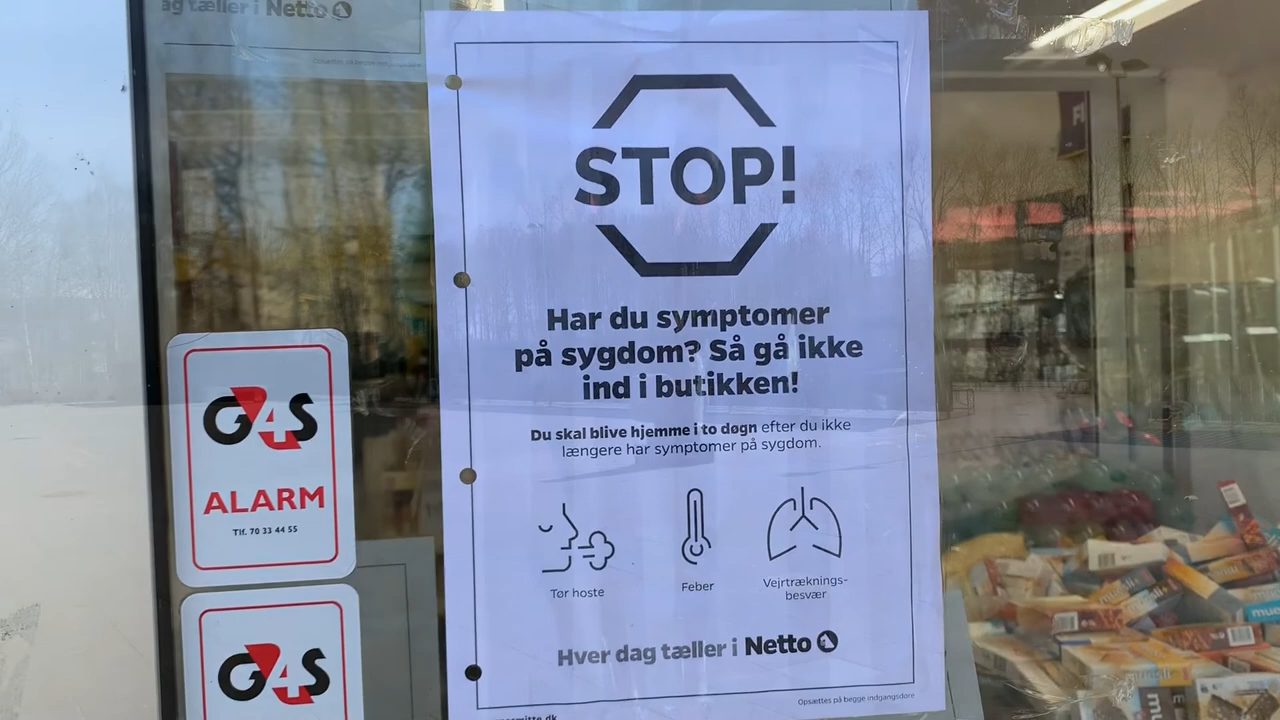 ag tæller i Netto
STOP!
Har du symptomer
på sygdom? Så gå ikke
ind i butikken!
Du skal blive hjemme i to døgn efter du ikke
længere har symptomer på sygdom.
Tør hoste
Feber
Vejrtræknings-
besvær
Hver dag tæller i Netto
Opsættes på begge indgangsdøre
G4S
ALARM
Tlf. 70 33 44 55
G4S